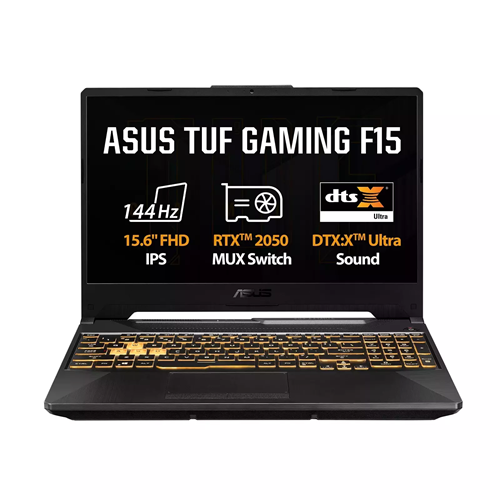 ASUS TUF GAMING F15
144Hz
dts X
Ultra
15.6" FHD
IPS
RTX™ 2050
MUX Switch
DTX:X™ Ultra
Sound
ASUS